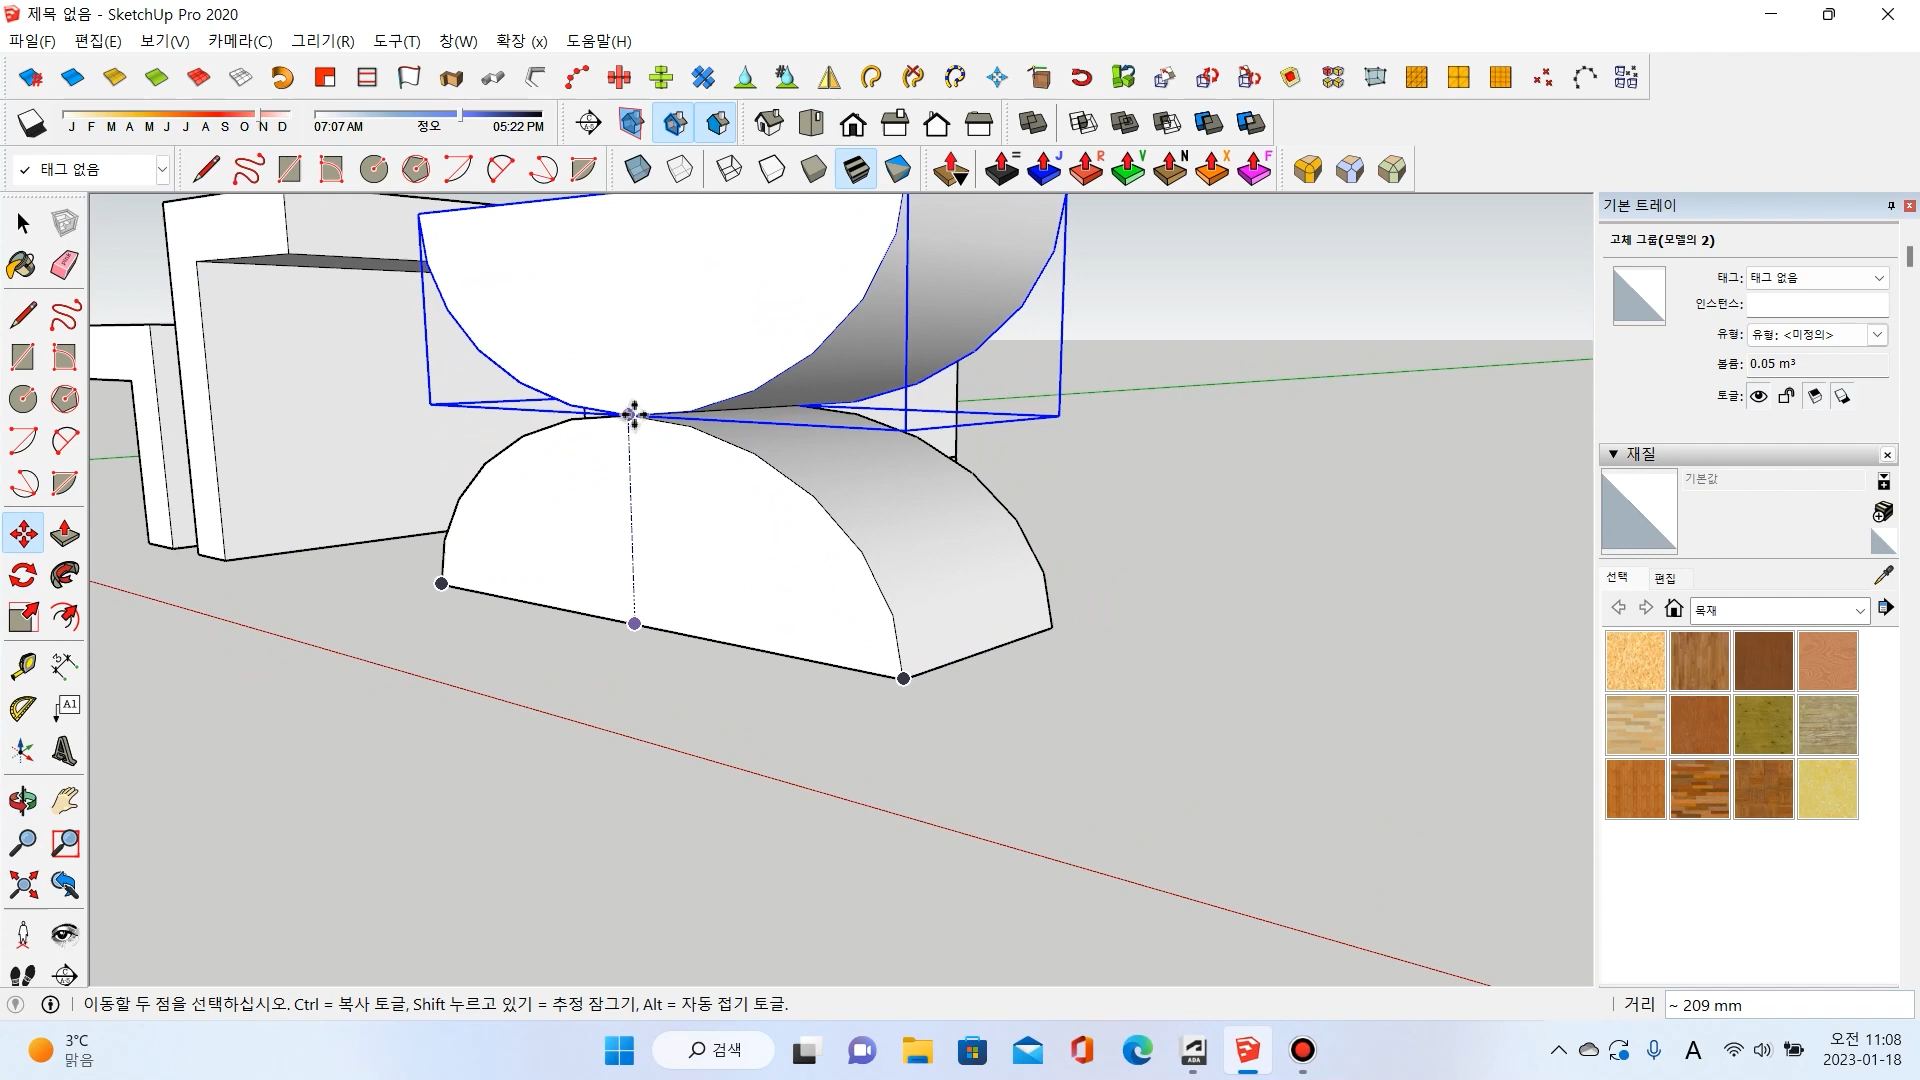 제목 없음 - SketchUp Pro 2020
파일(F) 편집(E) 보기(V) 카메라(C) 그리기(R) 도구(T) 창(W) 확장 (x) 도움말(H)
J F M A M J J A S O N D
07:07 AM 정오 05:22 PM
✓ 태그 없음
= J R V N X F
기본 트레이
고체 그룹(모델의 2)
태그: 태그 없음
인스턴스:
유형: 유형: <미정의>
볼륨: 0.05 m³
토글:
▼ 재질
기본값
선택 편집
목재
A1
이동할 두 점을 선택하십시오. Ctrl = 복사 토글, Shift 누르고 있기 = 추정 잠그기, Alt = 자동 접기 토글.
거리 ~ 209 mm
3°C
맑음
검색
ADA
A
오전 11:08
2023-01-18